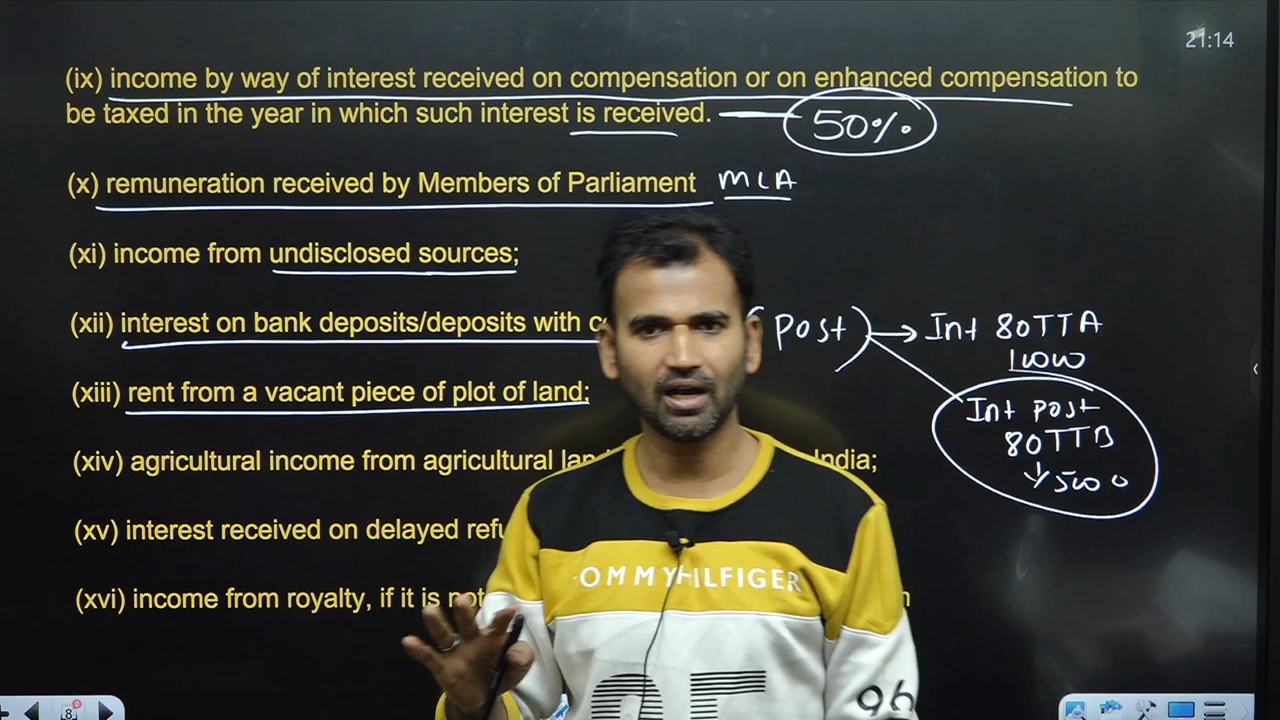 21:14
(ix) income by way of interest received on compensation or on enhanced compensation to
be taxed in the year in which such interest is received. 50%
(x) remuneration received by Members of Parliament MLA
(xi) income from undisclosed sources;
(xii) interest on bank deposits/deposits with (post) → Int 80TTA
10000
(xiii) rent from a vacant piece of plot of land; Int post
80TTB
(xiv) agricultural income from agricultural India;
5000
(xv) interest received on delayed
(xvi) income from royalty, if it is
OMMY HILFIGER
96
8